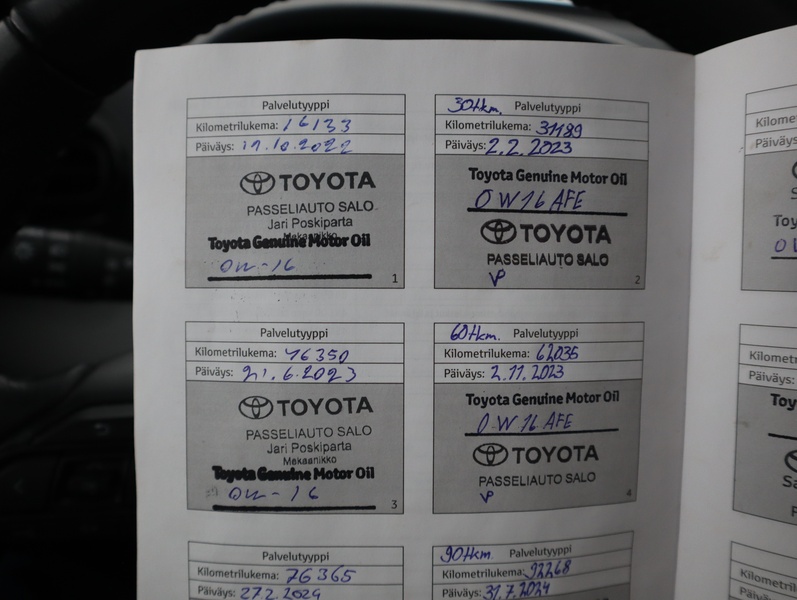 Palvelutyyppi
Kilometrilukema: 16133
Päiväys: 11.10.2022
TOYOTA
PASSELIAUTO SALO
Jari Poskiparta
Mekaanikko
Toyota Genuine Motor Oil
0W-16
1
30tkm. Palvelutyyppi
Kilometrilukema: 31189
Päiväys: 2.2.2023
Toyota Genuine Motor Oil
0W16 AFE
TOYOTA
PASSELIAUTO SALO
VP
2
Palvelutyyppi
Kilometrilukema: 46350
Päiväys: 21.6.2023
TOYOTA
PASSELIAUTO SALO
Jari Poskiparta
Mekaanikko
Toyota Genuine Motor Oil
0W-16
3
60tkm. Palvelutyyppi
Kilometrilukema: 62035
Päiväys: 2.11.2023
Toyota Genuine Motor Oil
0W16 AFE
TOYOTA
PASSELIAUTO SALO
VP
4
Palvelutyyppi
Kilometrilukema: 76365
Päiväys: 27.2.2024
90tkm. Palvelutyyppi
Kilometrilukema: 92268
Päiväys: 31.7.2024